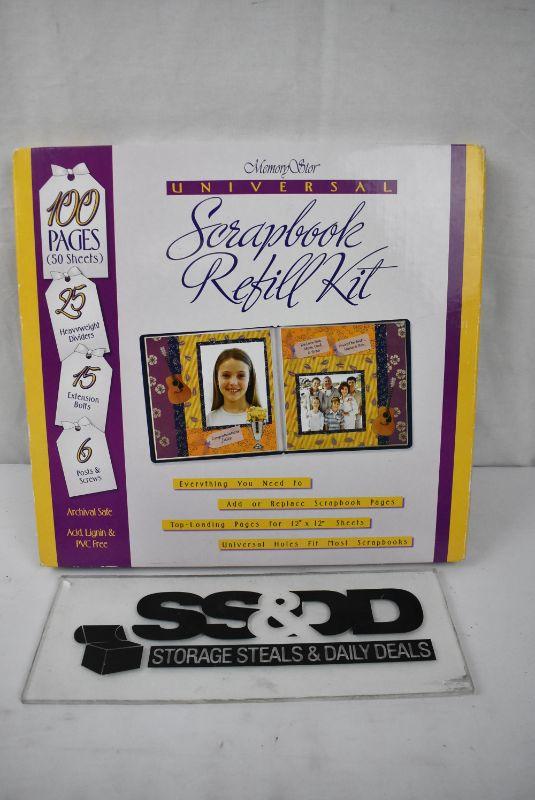 MemoryStor
UNIVERSAL
Scrapbook
Refill Kit
100
PAGES
(50 Sheets)
25
Heavyweight
Dividers
15
Extension
Bolts
6
Posts &
Screws
Archival Safe
Acid, Lignin &
PVC Free
Everything You Need to
Add or Replace Scrapbook Pages
Top-Loading Pages for 12" x 12" Sheets
Universal Holes Fit Most Scrapbooks
SS&DD
STORAGE STEALS & DAILY DEALS